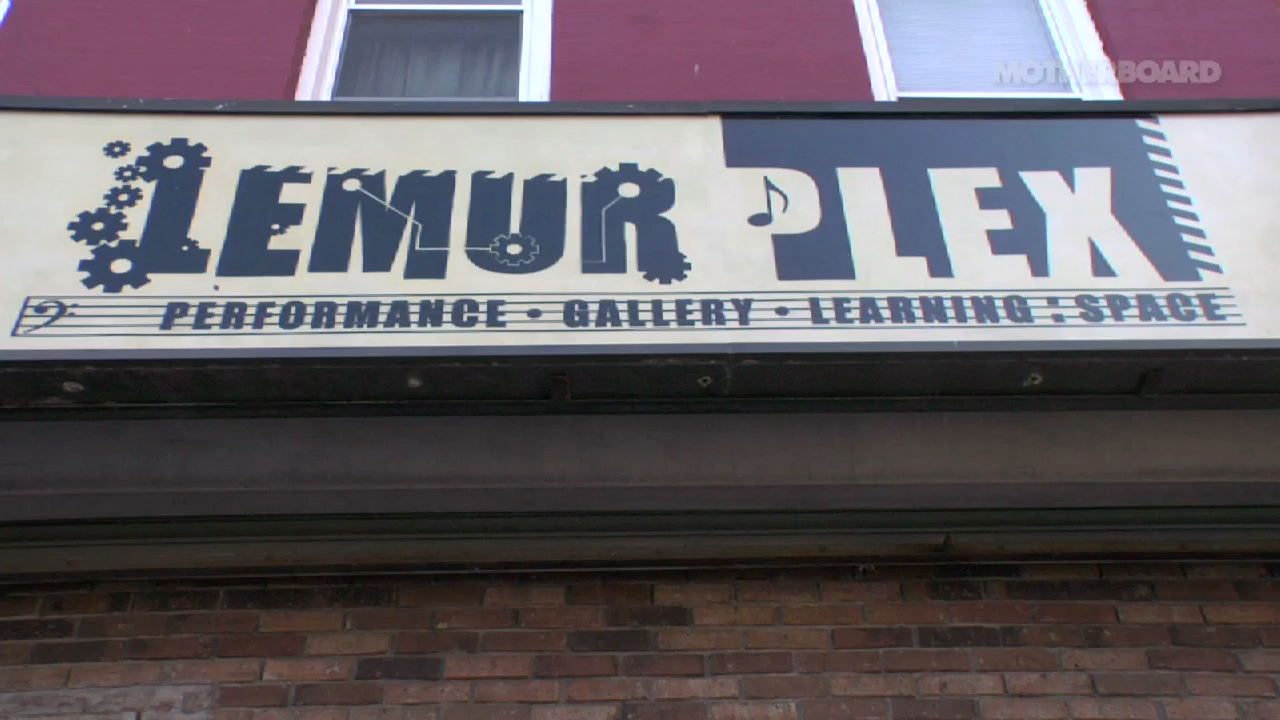 MOTHERBOARD
LEMUR PLEX
PERFORMANCE • GALLERY • LEARNING : SPACE